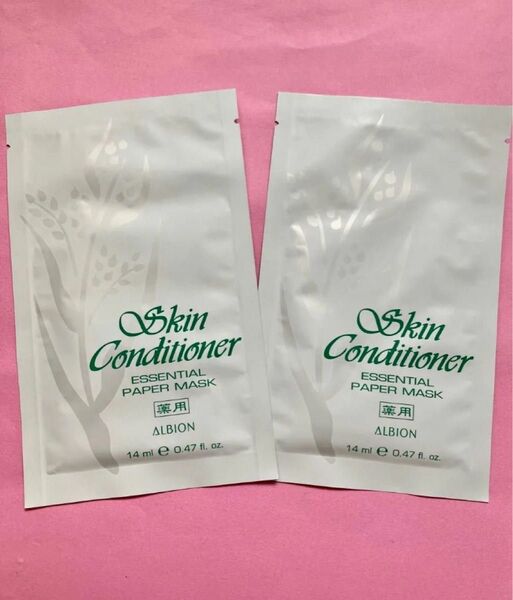 Skin
Conditioner
ESSENTIAL
PAPER MASK
薬用
ALBION
14 ml e 0.47 fl. oz.
Skin
Conditioner
ESSENTIAL
PAPER MASK
薬用
ALBION
14 ml e 0.47 fl. oz.